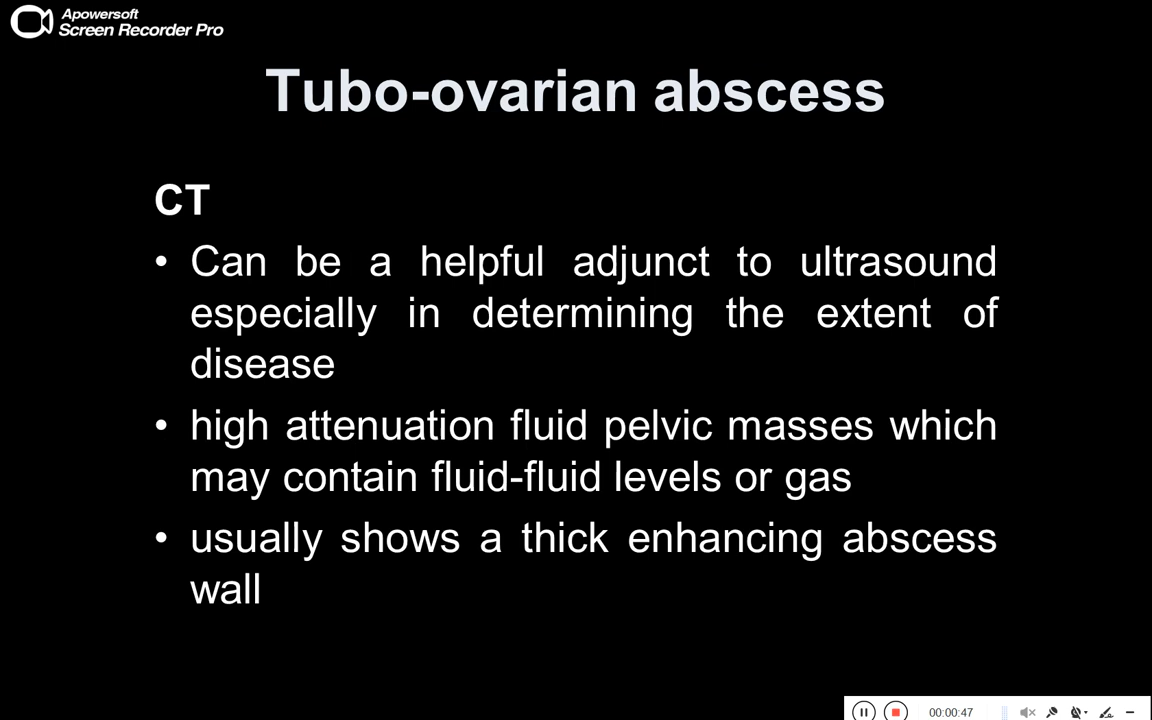 Apowersoft
Screen Recorder Pro
Tubo-ovarian abscess
CT
• Can be a helpful adjunct to ultrasound
especially in determining the extent of
disease
• high attenuation fluid pelvic masses which
may contain fluid-fluid levels or gas
• usually shows a thick enhancing abscess
wall
00:00:47